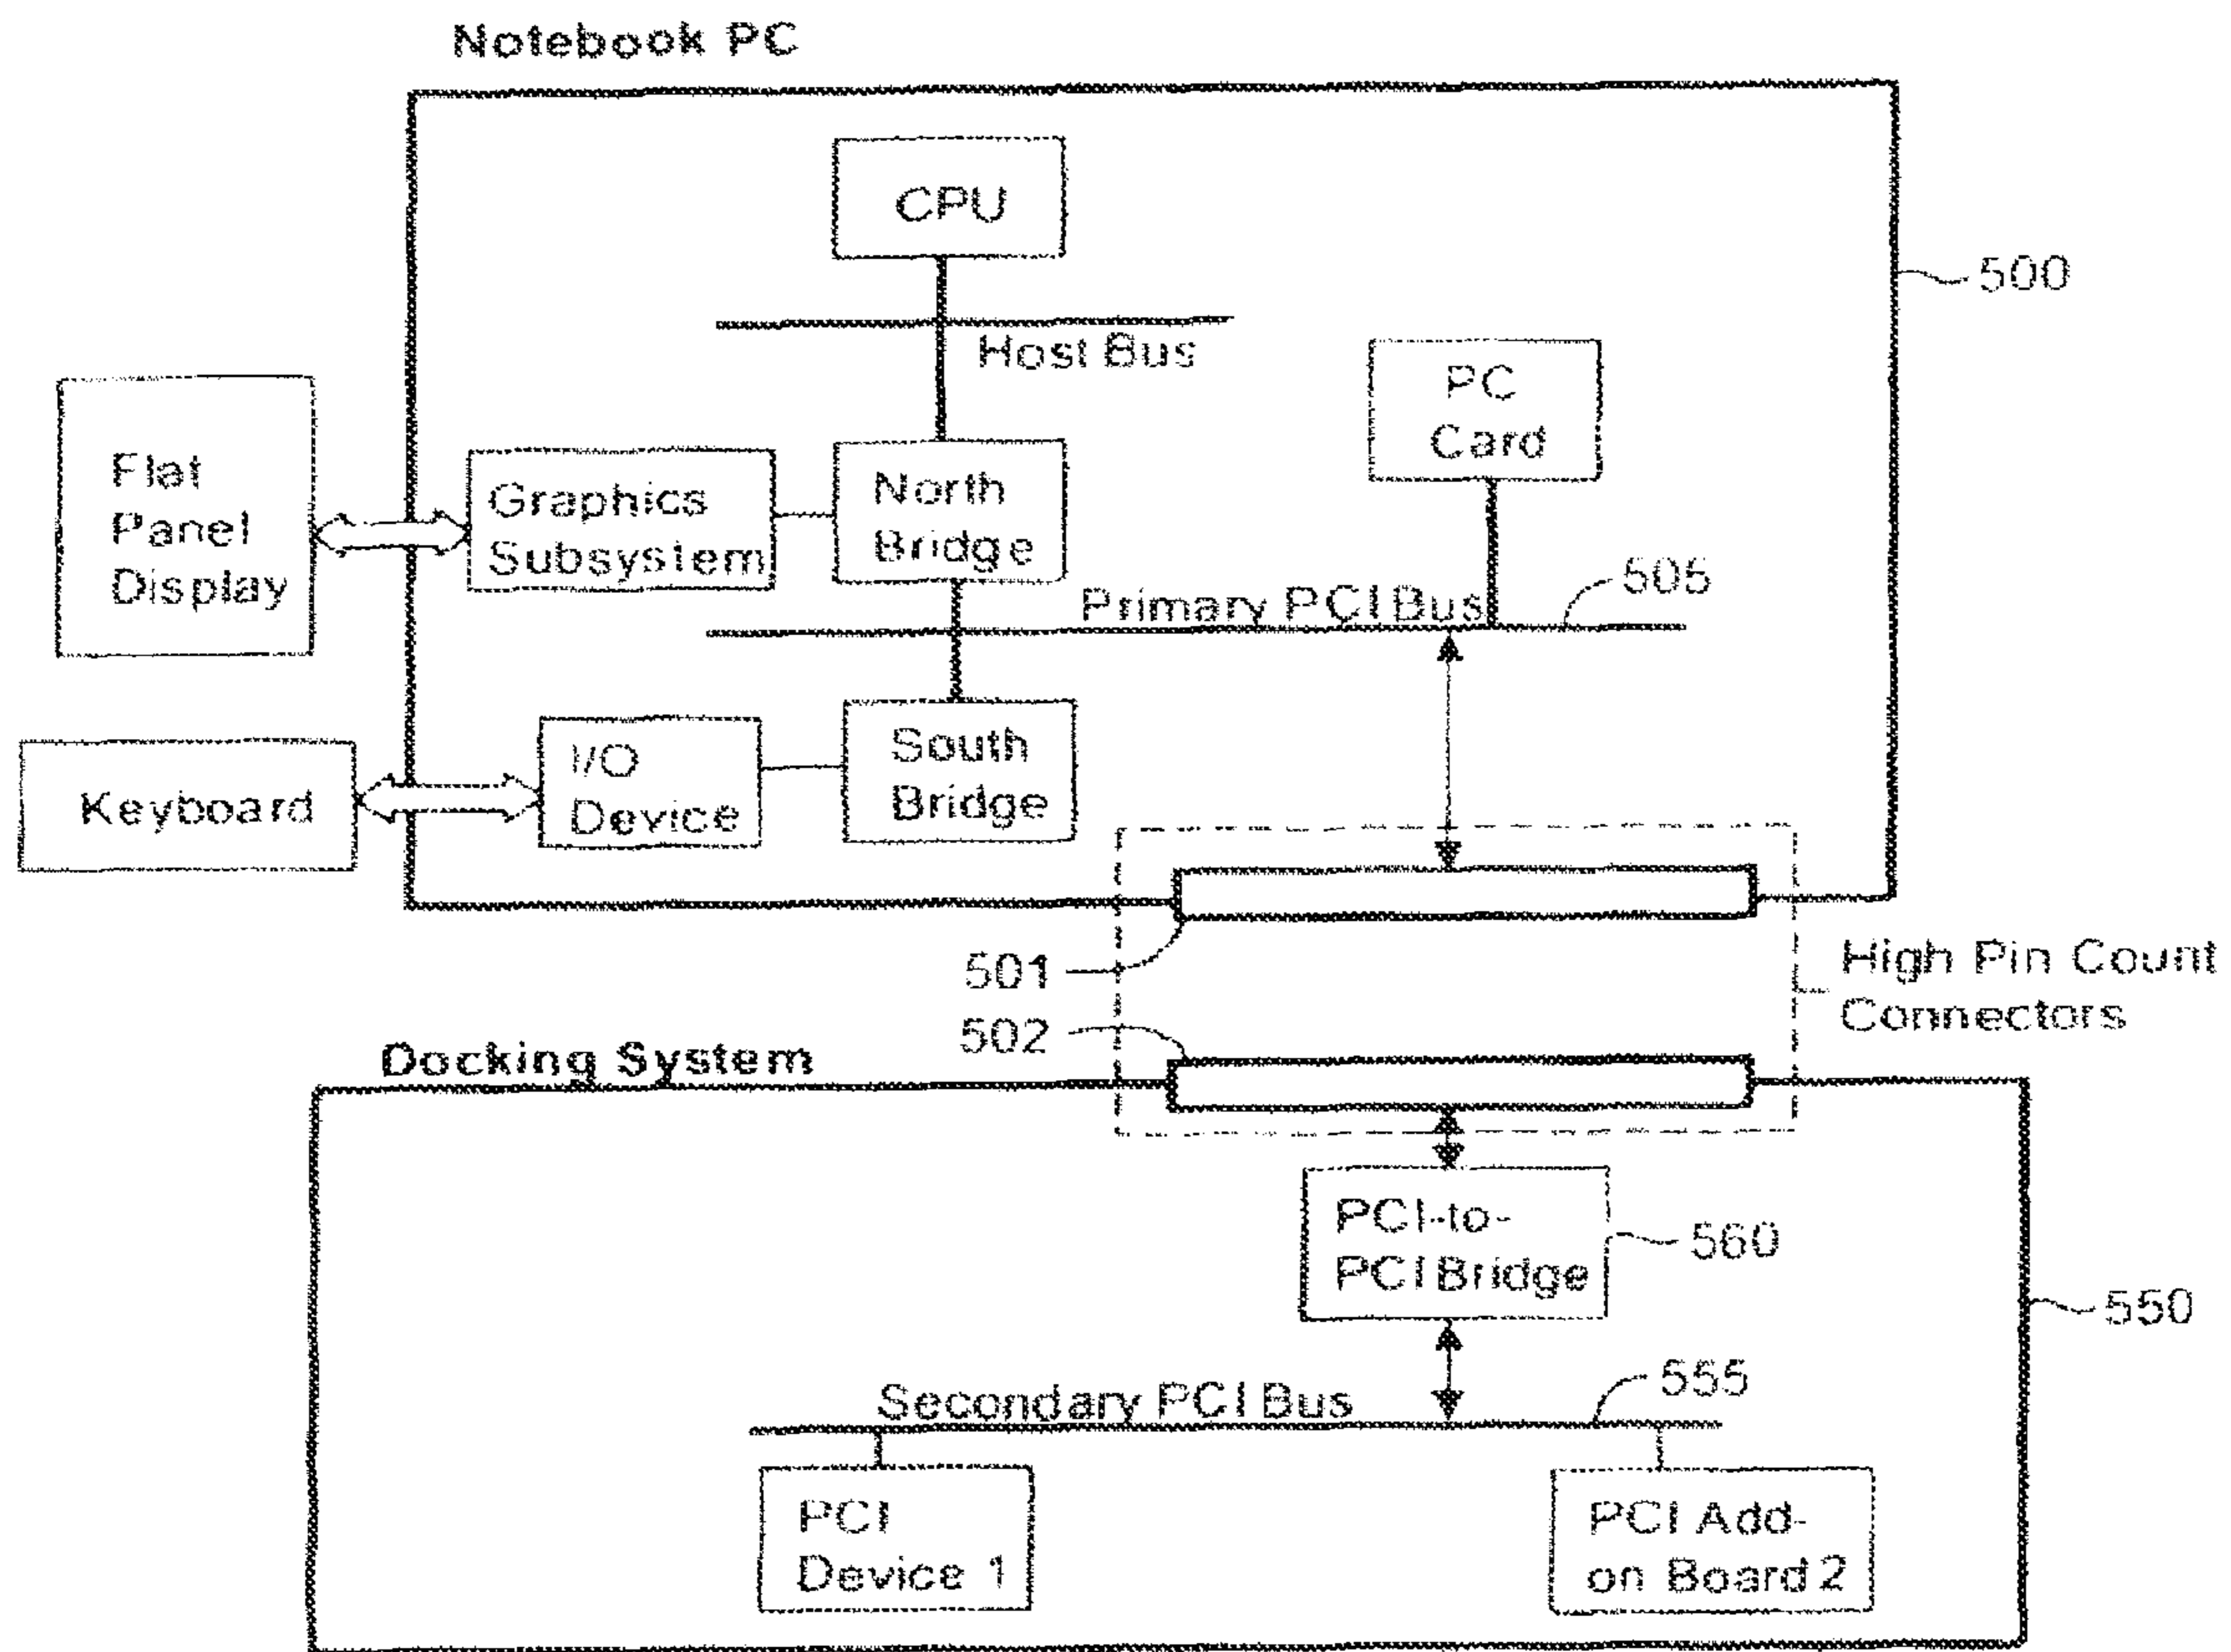 Notebook PC
CPU
500
Host Bus
PC
Card
Flat
Panel
Display
Graphics
Subsystem
North
Bridge
Primary PCI Bus
505
Keyboard
I/O
Device
South
Bridge
501
High Pin Count
Connectors
502
Docking System
PCI-to-
PCI Bridge
560
550
Secondary PCI Bus
555
PCI
Device 1
PCI Add-
on Board 2